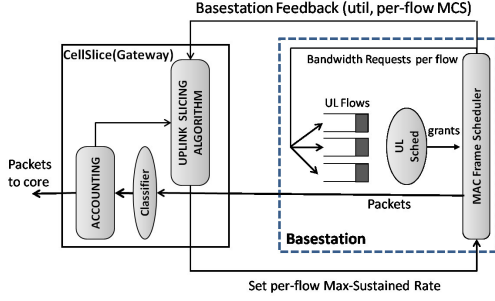 Basestation Feedback (util, per-flow MCS)
CellSlice(Gateway)
Bandwidth Requests per flow
UPLINK SLICING
ALGORITHM
UL Flows
UL
Sched
grants
MAC Frame Scheduler
Packets
to core
ACCOUNTING
Classifier
Packets
Basestation
Set per-flow Max-Sustained Rate